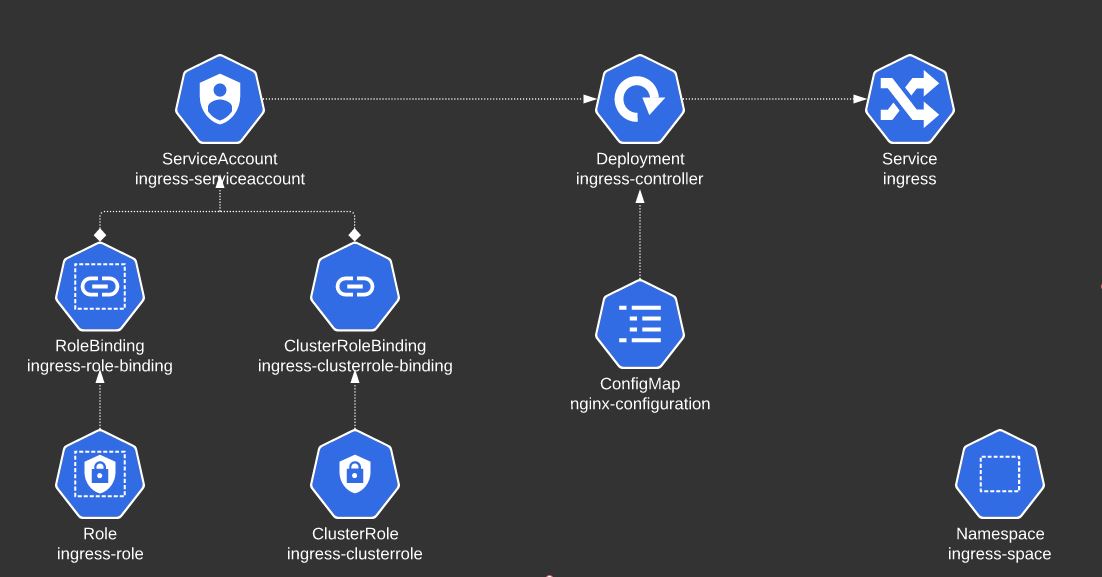 ServiceAccount
ingress-serviceaccount
Deployment
ingress-controller
Service
ingress
RoleBinding
ingress-role-binding
ClusterRoleBinding
ingress-clusterrole-binding
ConfigMap
nginx-configuration
Role
ingress-role
ClusterRole
ingress-clusterrole
Namespace
ingress-space